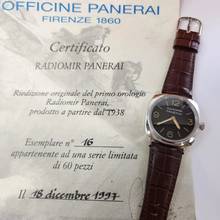 OFFICINE PANERAI
FIRENZE 1860
Certificato
RADIOMIR PANERAI
Riedizione originale del primo orologio
Radiomir Panerai,
prodotto a partire dal 1938
Esemplare n° 16
appartenente ad una serie limitata
di 60 pezzi
Il 18 dicembre 1997